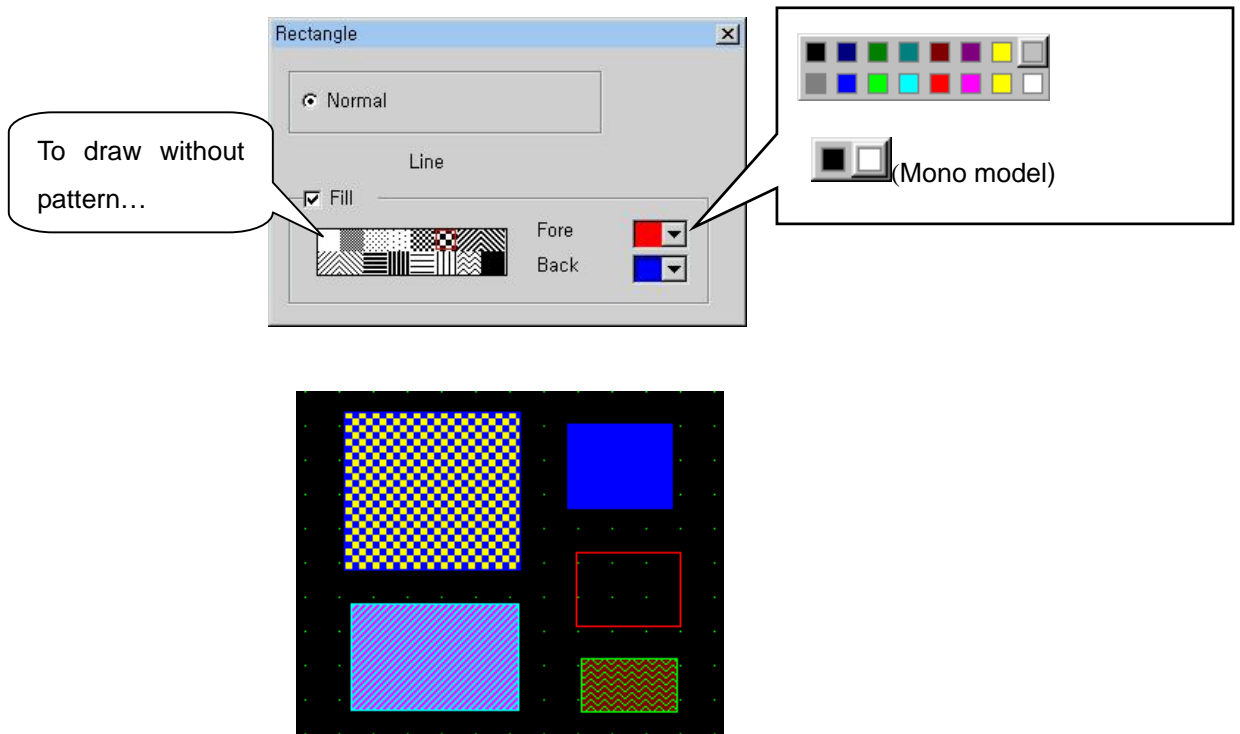 Rectangle
Normal
To draw without
pattern…
Line
Fill
Fore
Back
(Mono model)